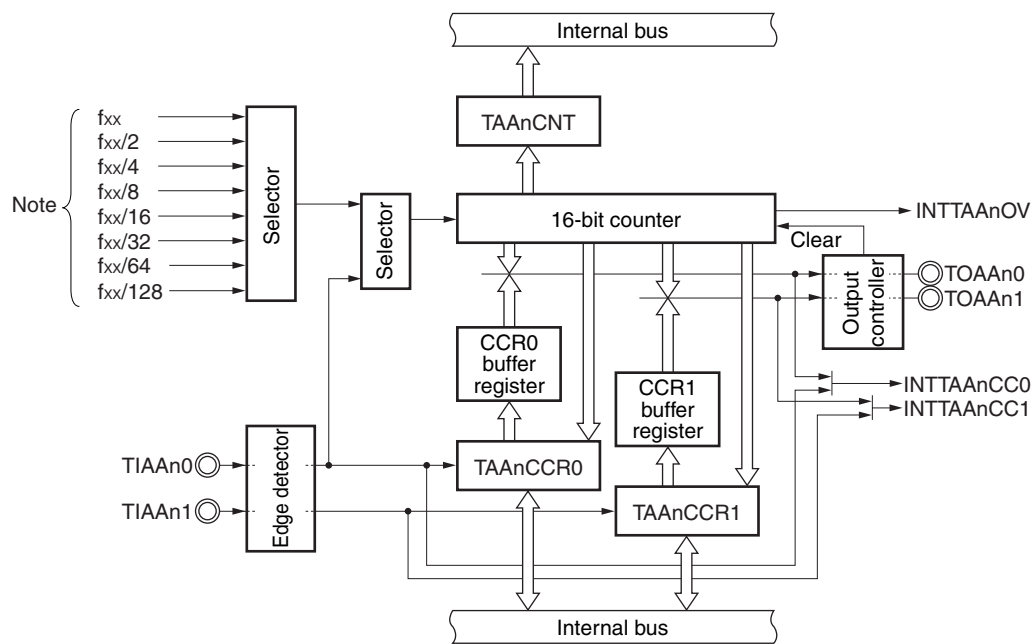 Internal bus
TAAnCNT
Note
fxx
fxx/2
fxx/4
fxx/8
fxx/16
fxx/32
fxx/64
fxx/128
Selector
Selector
16-bit counter
INTTAAnOV
Clear
TOAAn0
TOAAn1
Output
controller
CCR0
buffer
register
CCR1
buffer
register
INTTAAnCC0
INTTAAnCC1
TIAAn0
TIAAn1
Edge detector
TAAnCCR0
TAAnCCR1
Internal bus